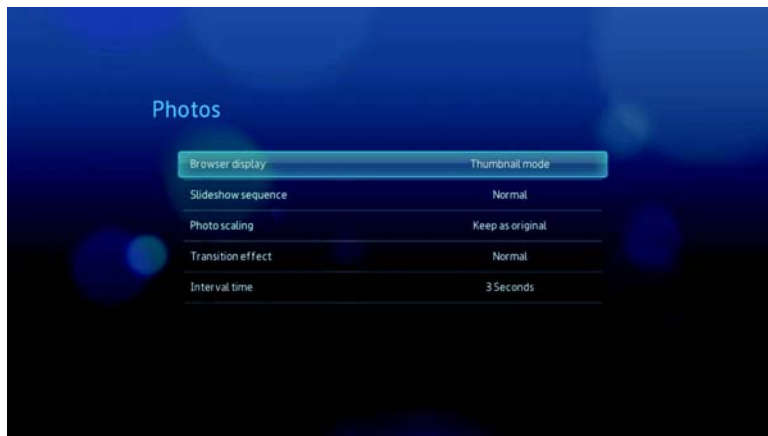 Photos
Browser display Thumbnail mode
Slideshow sequence Normal
Photo scaling Keep as original
Transition effect Normal
Interval time 3 Seconds